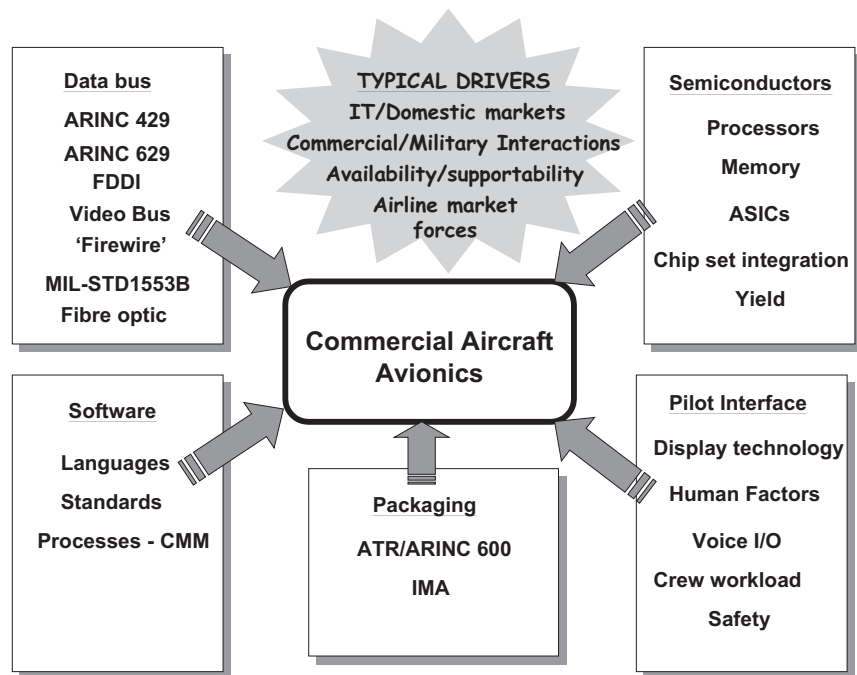 Data bus
ARINC 429
ARINC 629
FDDI
Video Bus
‘Firewire’
MIL-STD1553B
Fibre optic
TYPICAL DRIVERS
IT/Domestic markets
Commercial/Military Interactions
Availability/supportability
Airline market
forces
Semiconductors
Processors
Memory
ASICs
Chip set integration
Yield
Commercial Aircraft
Avionics
Software
Languages
Standards
Processes - CMM
Packaging
ATR/ARINC 600
IMA
Pilot Interface
Display technology
Human Factors
Voice I/O
Crew workload
Safety